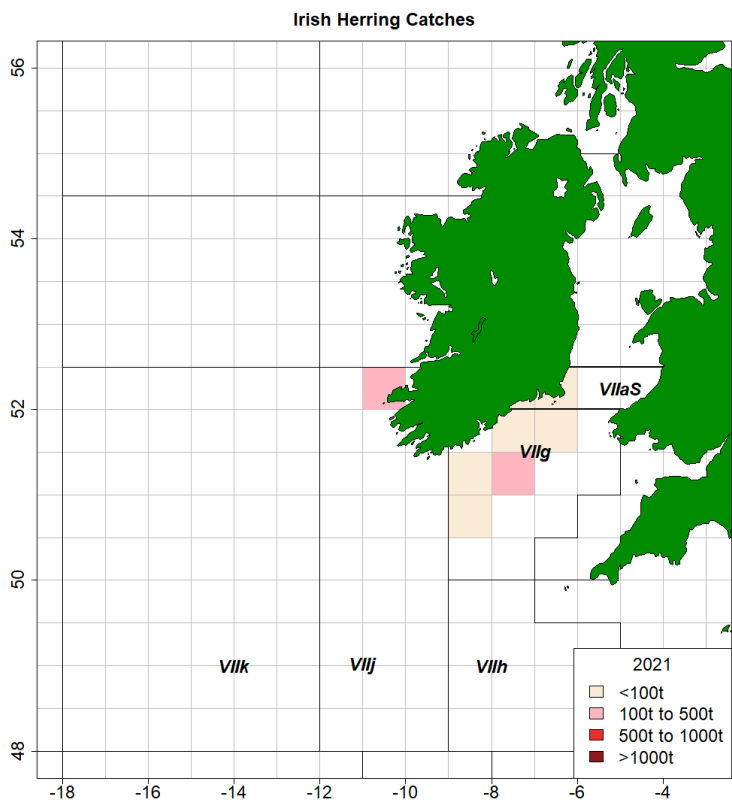 Irish Herring Catches
56
54
52
50
48
VIIaS
VIIg
VIIk
VIIj
VIIh
2021
<100t
100t to 500t
500t to 1000t
>1000t
-18
-16
-14
-12
-10
-8
-6
-4